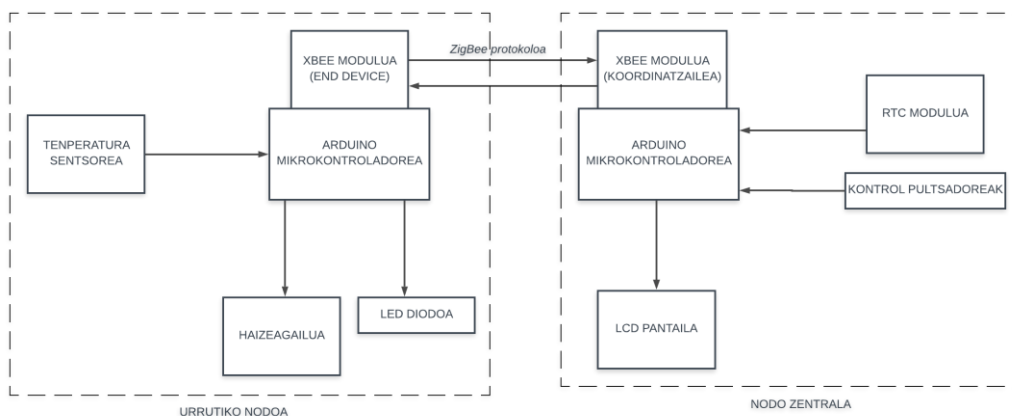 XBEE MODULUA
(END DEVICE)
ZigBee protokoloa
XBEE MODULUA
(KOORDINATZAILEA)
TENPERATURA
SENTSOREA
ARDUINO
MIKROKONTROLADOREA
ARDUINO
MIKROKONTROLADOREA
RTC MODULUA
KONTROL PULTSADOREAK
HAIZEAGAILUA
LED DIODOA
LCD PANTAILA
URRUTIKO NODOA
NODO ZENTRALA